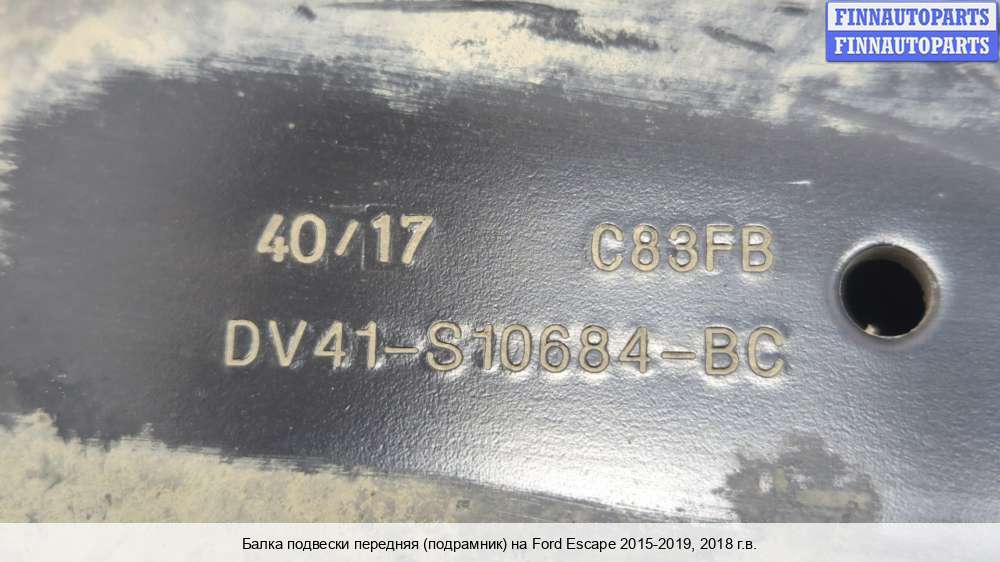 FINNAUTOPARTS
FINNAUTOPARTS
40/17 C83FB
DV41-S10684-BC
Балка подвески передняя (подрамник) на Ford Escape 2015-2019, 2018 г.в.